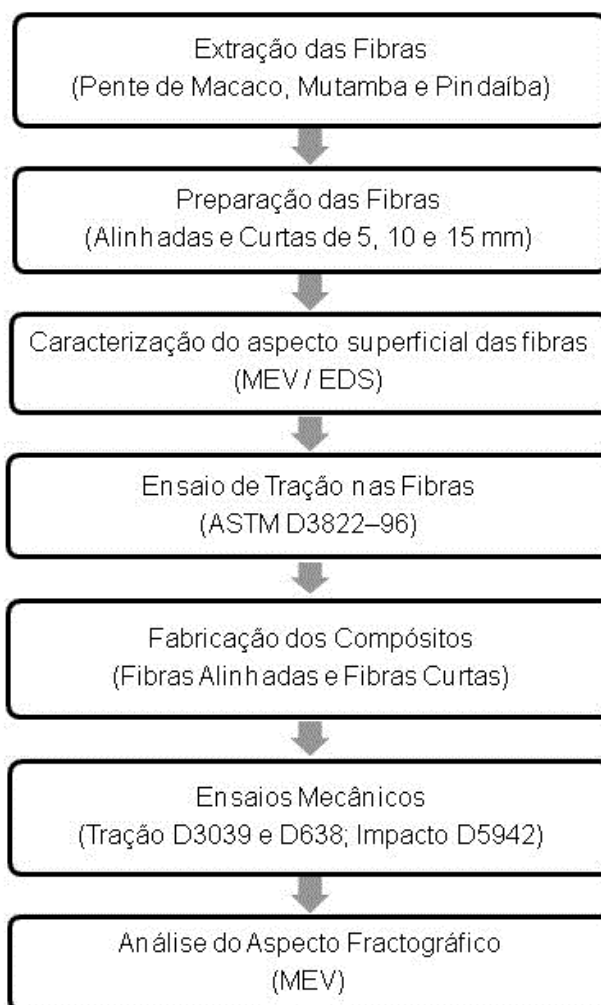 Extração das Fibras
(Pente de Macaco, Mutamba e Pindaíba)
Preparação das Fibras
(Alinhadas e Curtas de 5, 10 e 15 mm)
Caracterização do aspecto superficial das fibras
(MEV / EDS)
Ensaio de Tração nas Fibras
(ASTM D3822–96)
Fabricação dos Compósitos
(Fibras Alinhadas e Fibras Curtas)
Ensaios Mecânicos
(Tração D3039 e D638; Impacto D5942)
Análise do Aspecto Fractográfico
(MEV)